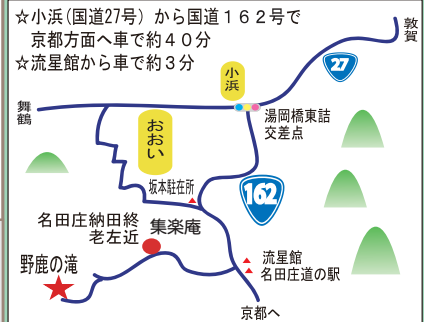 ☆小浜(国道27号) から国道１６２号で
京都方面へ車で約４０分
☆流星館から車で約３分
敦賀
小浜
27
舞鶴
湯岡橋東詰
交差点
おおい
坂本駐在所
162
名田庄納田終
老左近
集楽庵
野鹿の滝
流星館
名田庄道の駅
京都へ